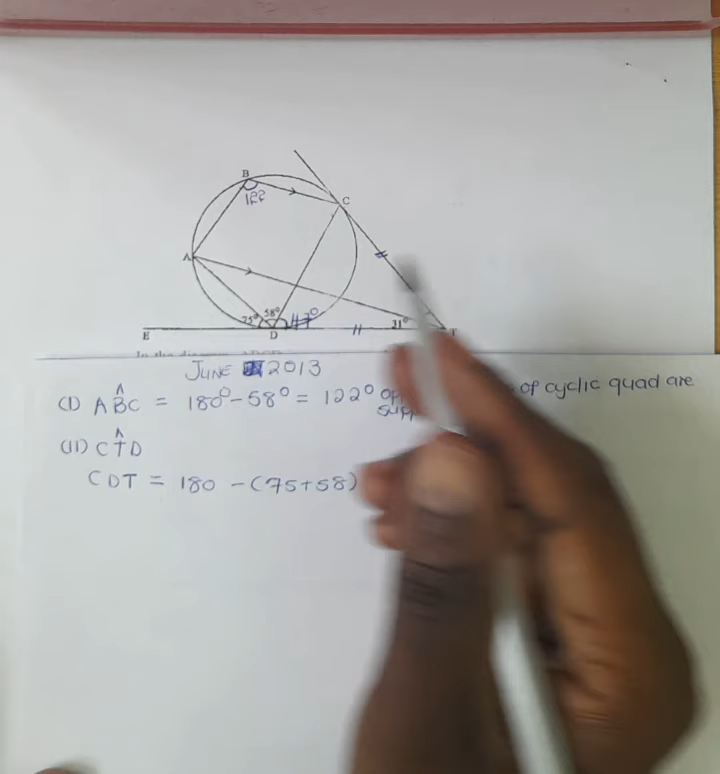 B
C
122
A
75° 58° 47°
21°
E
D
T
JUNE 2013
(I) ABC = 180° - 58° = 122° of cyclic quad are
(II) CTD
CDT = 180 - (75+58)